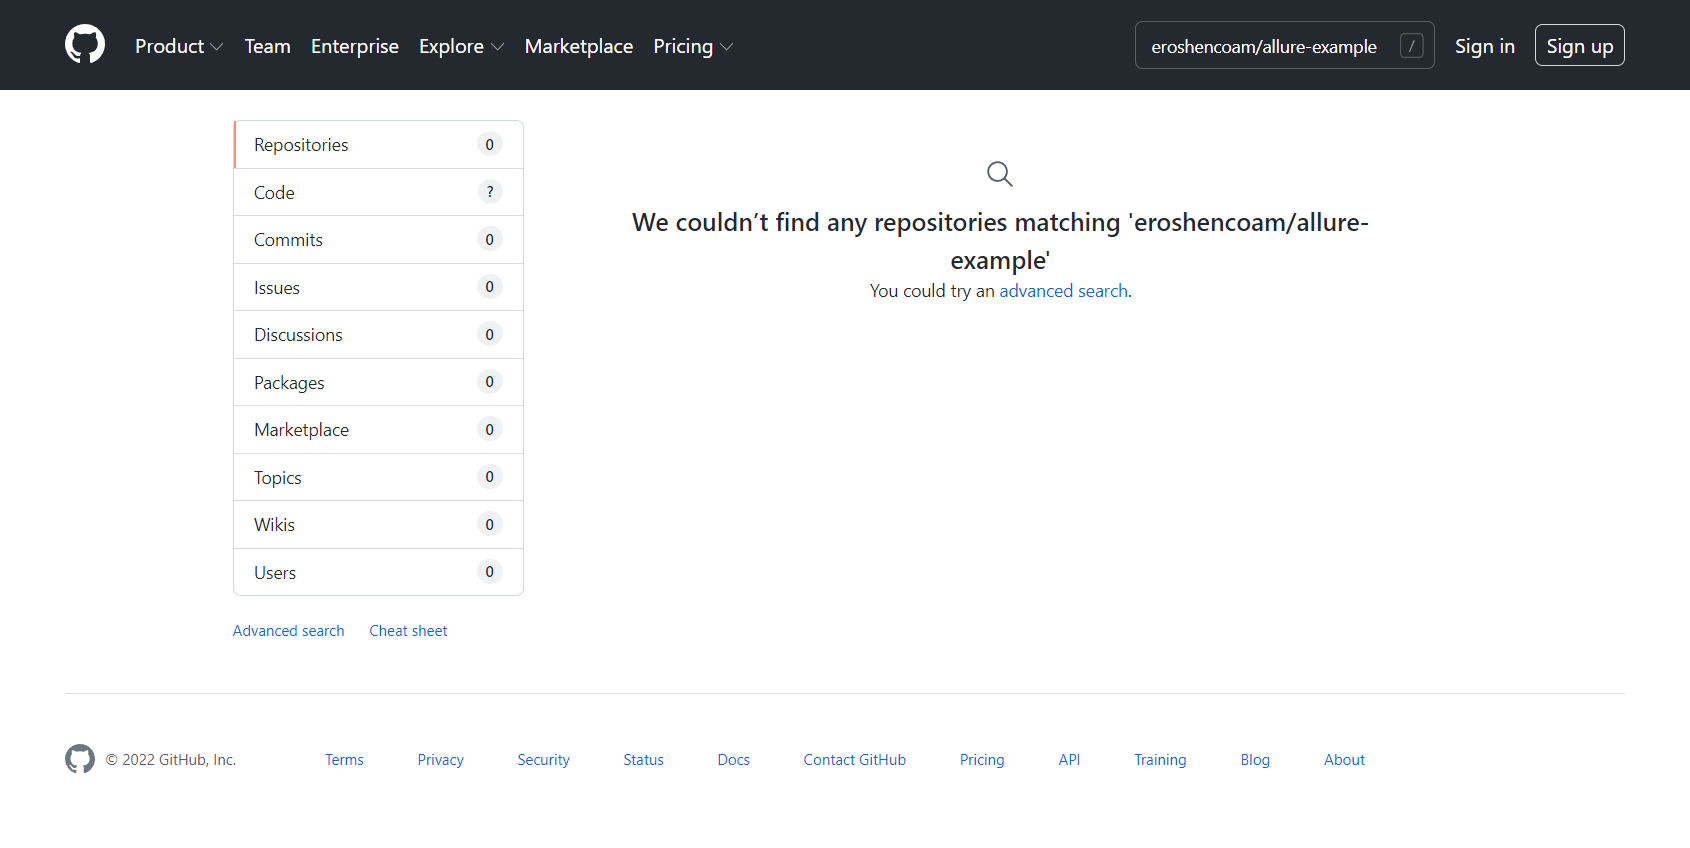 Product Team Enterprise Explore Marketplace Pricing eroshencoam/allure-example / Sign in Sign up
Repositories 0
Code ?
Commits 0
Issues 0
Discussions 0
Packages 0
Marketplace 0
Topics 0
Wikis 0
Users 0
Advanced search Cheat sheet
We couldn’t find any repositories matching 'eroshencoam/allure-
example'
You could try an advanced search.
© 2022 GitHub, Inc. Terms Privacy Security Status Docs Contact GitHub Pricing API Training Blog About